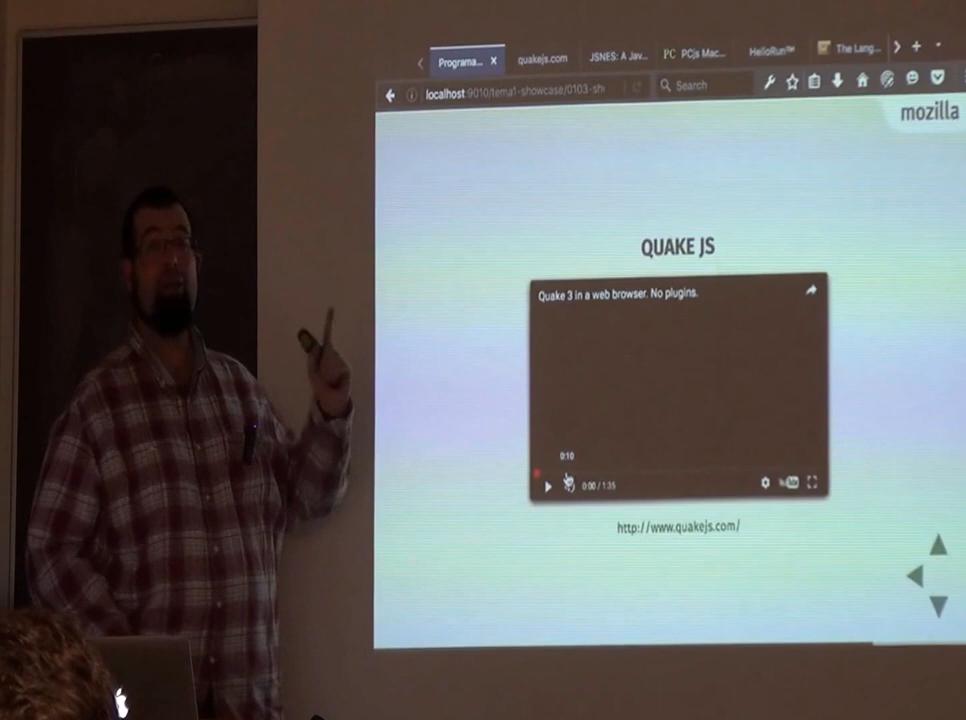 Programa... × quakejs.com JSNES: A Jav... PC PCjs Mac... HelloRun™ The Lang...
localhost:9010/tema1-showcase/0103-sh Search
mozilla
QUAKE JS
Quake 3 in a web browser. No plugins.
0:10
0:00 / 1:35
http://www.quakejs.com/